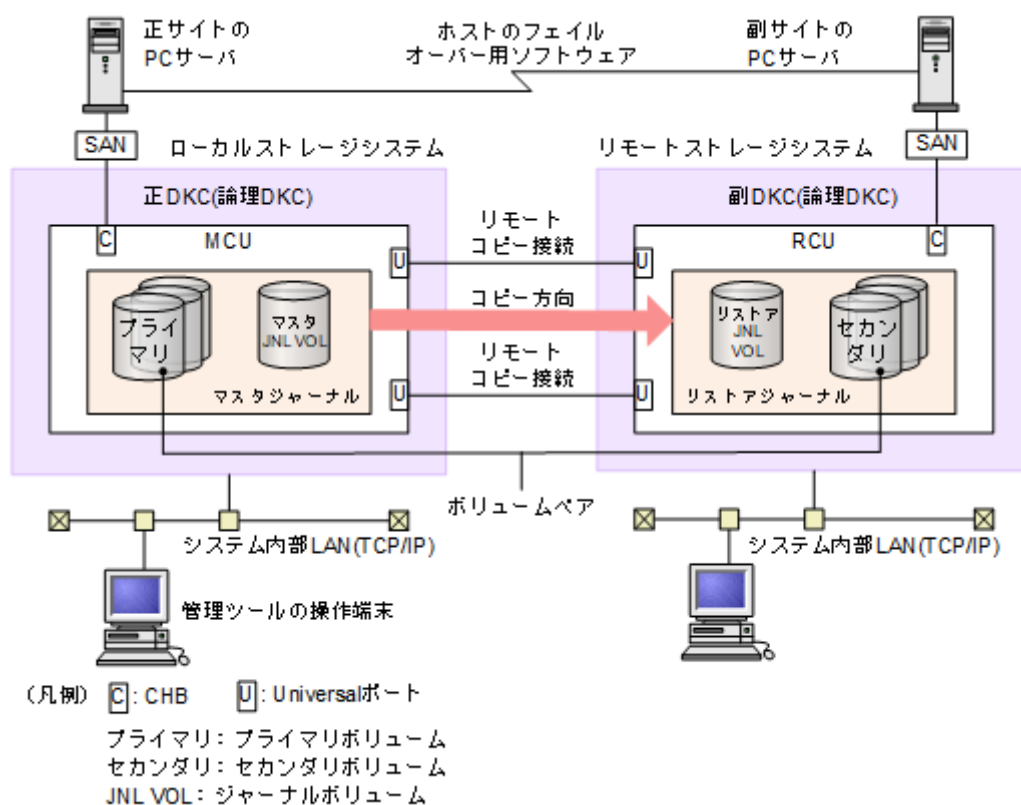 正サイトの
PCサーバ
ホストのフェイル
オーバー用ソフトウェア
副サイトの
PCサーバ
SAN
ローカルストレージシステム
リモートストレージシステム
SAN
正DKC(論理DKC)
副DKC(論理DKC)
C
MCU
リモート
コピー接続
RCU
C
U
U
プライ
マリ
マスタ
JNL VOL
コピー方向
リストア
JNL
VOL
セカン
ダリ
リモート
コピー接続
マスタジャーナル
U
U
リストアジャーナル
ボリュームペア
システム内部LAN(TCP/IP)
システム内部LAN(TCP/IP)
管理ツールの操作端末
(凡例) C: CHB U: Universalポート
プライマリ: プライマリボリューム
セカンダリ: セカンダリボリューム
JNL VOL: ジャーナルボリューム